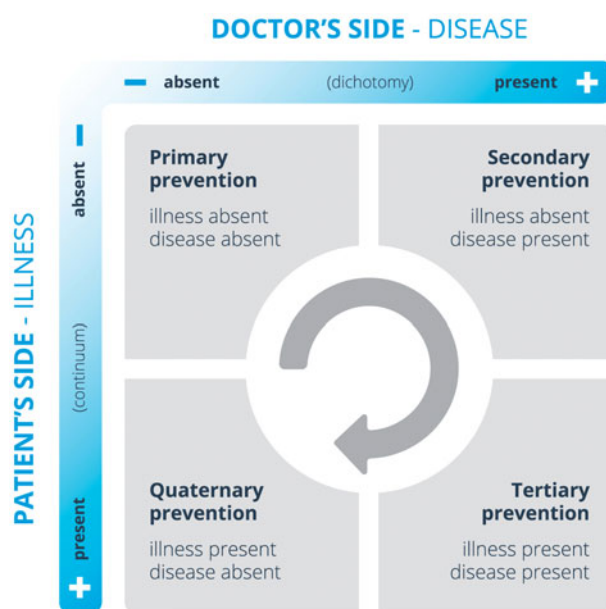 DOCTOR'S SIDE - DISEASE
absent (dichotomy) present
PATIENT'S SIDE - ILLNESS
absent (continuum) present
Primary
prevention
illness absent
disease absent
Secondary
prevention
illness absent
disease present
Quaternary
prevention
illness present
disease absent
Tertiary
prevention
illness present
disease present